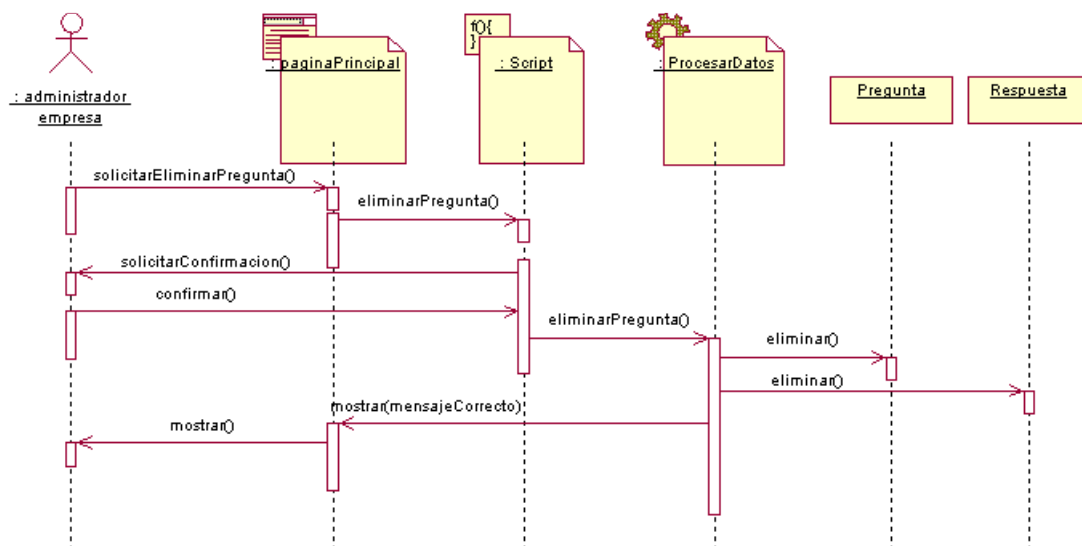 f(){
}
: paginaPrincipal
: Script
: ProcesarDatos
: administrador
empresa
Pregunta
Respuesta
solicitarEliminarPregunta()
eliminarPregunta()
solicitarConfirmacion()
confirmar()
eliminarPregunta()
eliminar()
eliminar()
mostrar(mensajeCorrecto)
mostrar()